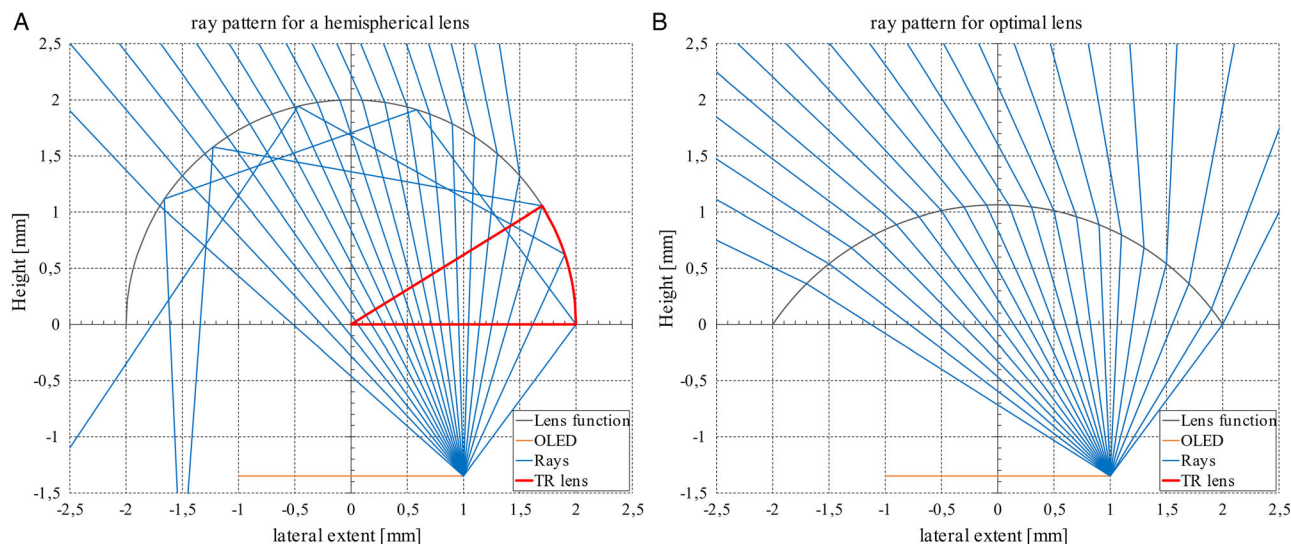 A
ray pattern for a hemispherical lens
2,5
2
1,5
1
0,5
0
-0,5
-1
-1,5
Height [mm]
-2,5 -2 -1,5 -1 -0,5 0 0,5 1 1,5 2 2,5
lateral extent [mm]
Lens function
OLED
Rays
TR lens
B
ray pattern for optimal lens
2,5
2
1,5
1
0,5
0
-0,5
-1
-1,5
Height [mm]
-2,5 -2 -1,5 -1 -0,5 0 0,5 1 1,5 2 2,5
lateral extent [mm]
Lens function
OLED
Rays
TR lens